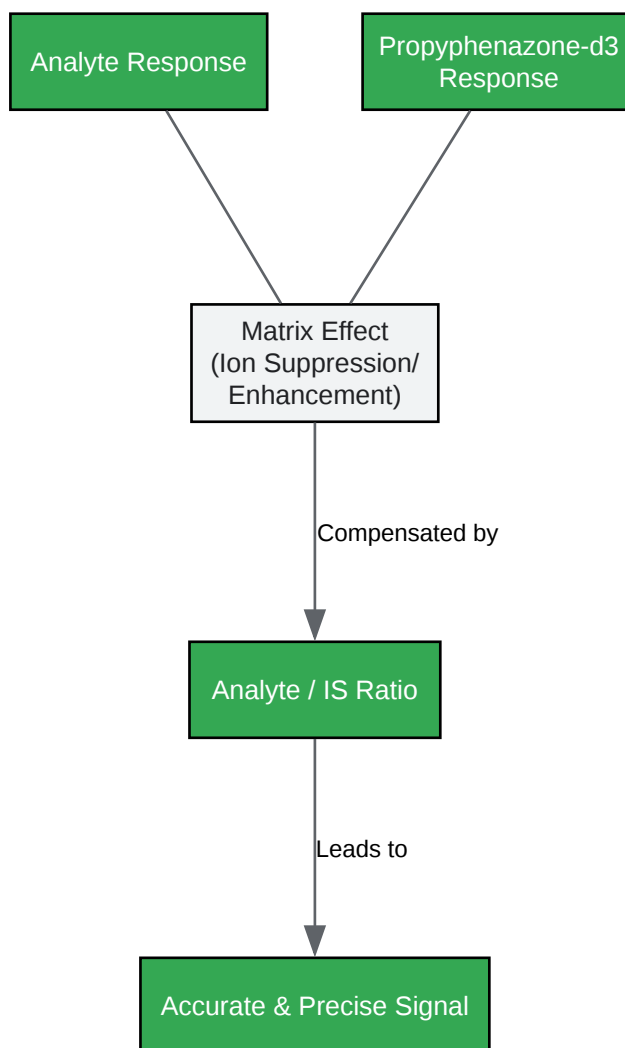 Analyte Response
Propyphenazone-d3
Response
Matrix Effect
(Ion Suppression/
Enhancement)
Compensated by
Analyte / IS Ratio
Leads to
Accurate & Precise Signal